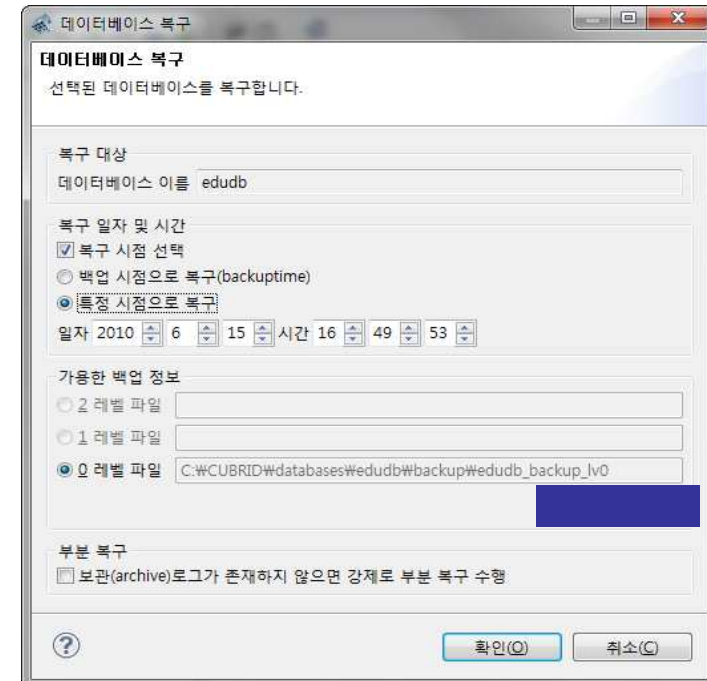 데이터베이스 복구
데이터베이스 복구
선택된 데이터베이스를 복구합니다.
복구 대상
데이터베이스 이름 edudb
복구 일자 및 시간
복구 시점 선택
백업 시점으로 복구(backuptime)
특정 시점으로 복구
일자 2010 6 15 시간 16 49 53
가용한 백업 정보
2 레벨 파일
1 레벨 파일
0 레벨 파일 C:₩CUBRID₩databases₩edudb₩backup₩edudb_backup_lv0
부분 복구
보관(archive)로그가 존재하지 않으면 강제로 부분 복구 수행
확인(O) 취소(C)